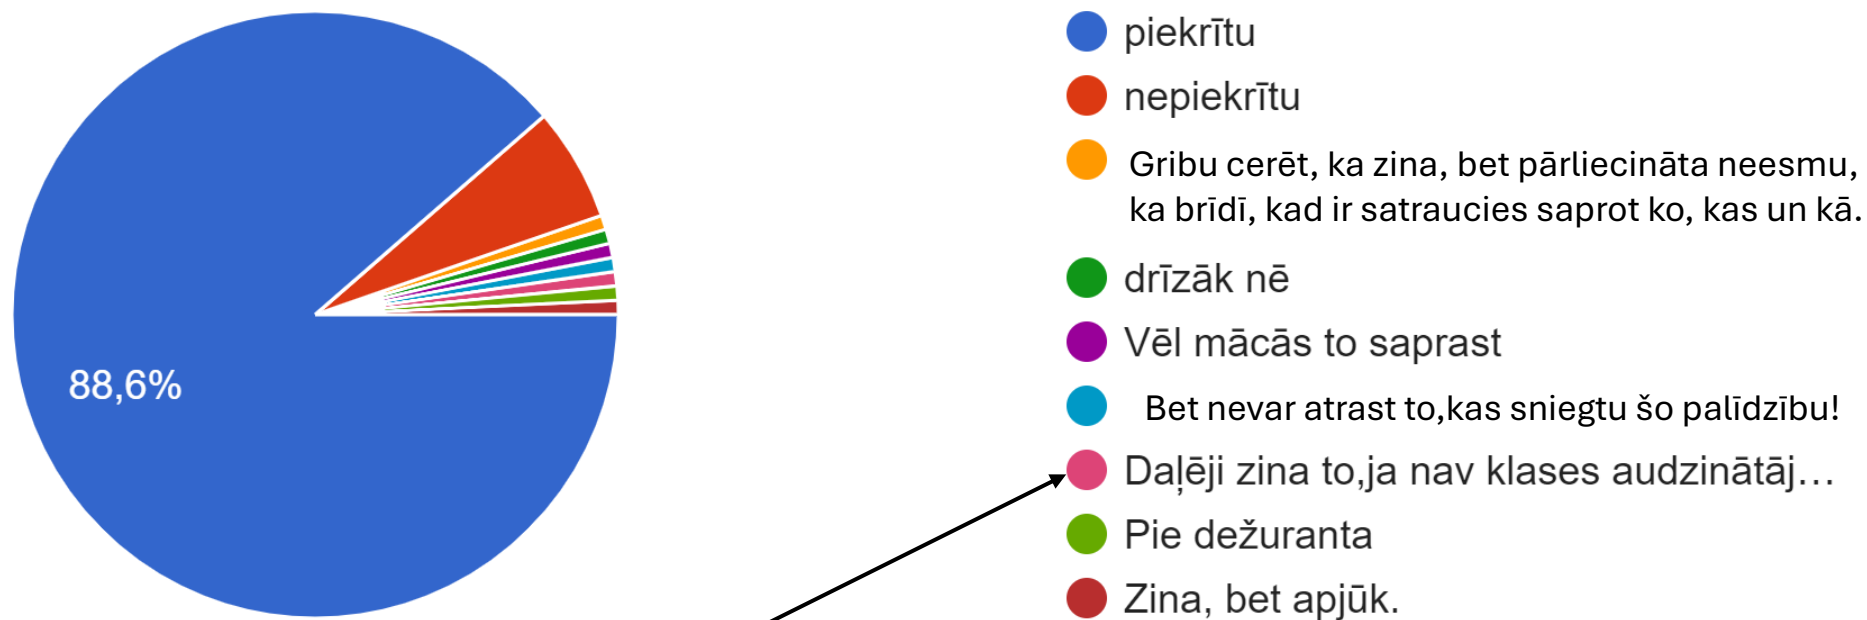 88,6%
piekrītu
nepiekrītu
Gribu cerēt, ka zina, bet pārliecināta neesmu,
ka brīdī, kad ir satraucies saprot ko, kas un kā.
drīzāk nē
Vēl mācās to saprast
Bet nevar atrast to,kas sniegtu šo palīdzību!
Daļēji zina to,ja nav klases audzinātāj...
Pie dežuranta
Zina, bet apjūk.